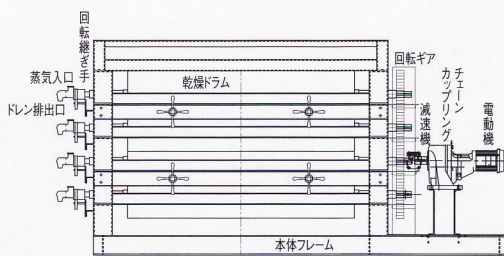 回転継ぎ手
蒸気入口
ドレン排出口
乾燥ドラム
回転ギア
減速機
チェーン
カップリング
電動機
本体フレーム